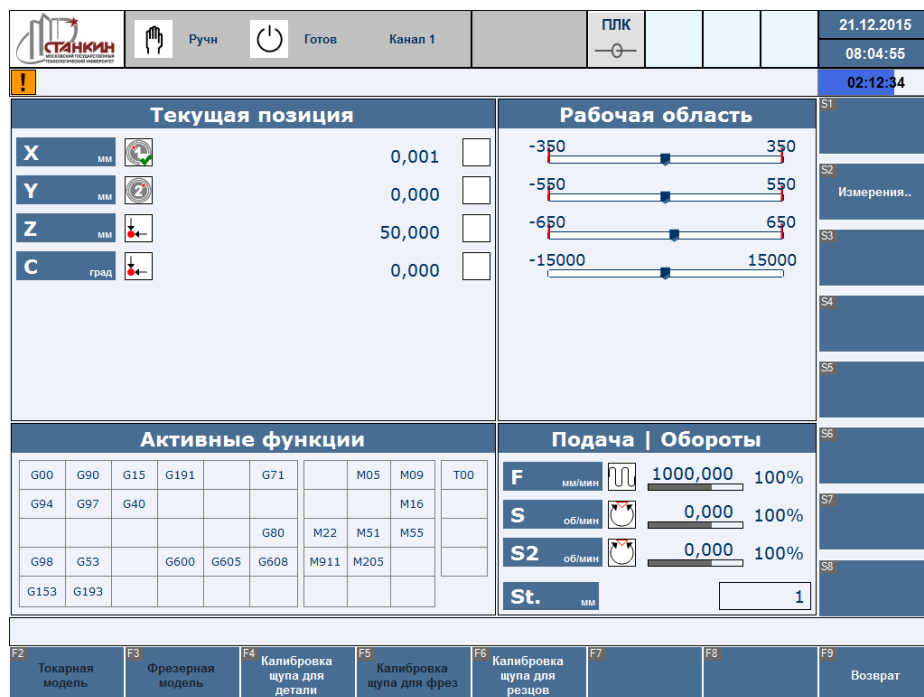 СТАНКИН
МОСКОВСКИЙ ГОСУДАРСТВЕННЫЙ
ТЕХНОЛОГИЧЕСКИЙ УНИВЕРСИТЕТ
Ручн
Готов
Канал 1
ПЛК
21.12.2015
08:04:55
!
02:12:34
Текущая позиция
X мм 1 0,001
Y мм 2 0,000
Z мм 50,000
C град 0,000
Рабочая область
-350 350
-550 550
-650 650
-15000 15000
S1
S2
Измерения..
S3
S4
S5
S6
S7
S8
Активные функции
G00 G90 G15 G191 G71 M05 M09 T00
G94 G97 G40 M16
G80 M22 M51 M55
G98 G53 G600 G605 G608 M911 M205
G153 G193
Подача | Обороты
F мм/мин 1000,000 100%
S об/мин 0,000 100%
S2 об/мин 0,000 100%
St. мм 1
F2
Токарная
модель
F3
Фрезерная
модель
F4
Калибровка
щупа для
детали
F5
Калибровка
щупа для фрез
F6
Калибровка
щупа для
резцов
F7
F8
F9
Возврат